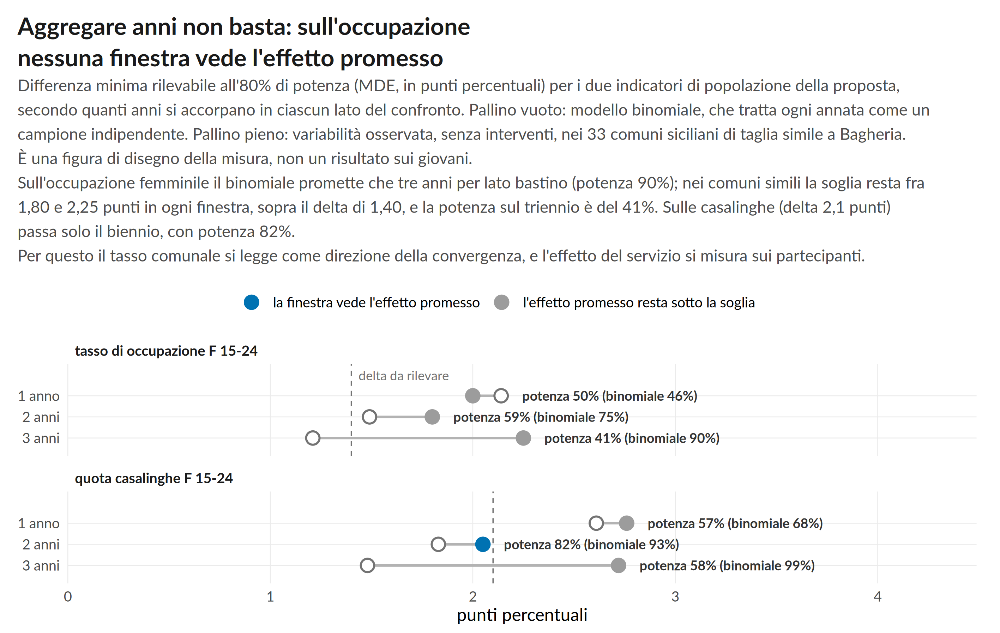 Aggregare anni non basta: sull'occupazione
nessuna finestra vede l'effetto promesso
Differenza minima rilevabile all'80% di potenza (MDE, in punti percentuali) per i due indicatori di popolazione della proposta,
secondo quanti anni si accorpano in ciascun lato del confronto. Pallino vuoto: modello binomiale, che tratta ogni annata come un
campione indipendente. Pallino pieno: variabilità osservata, senza interventi, nei 33 comuni siciliani di taglia simile a Bagheria.
È una figura di disegno della misura, non un risultato sui giovani.
Sull'occupazione femminile il binomiale promette che tre anni per lato bastino (potenza 90%); nei comuni simili la soglia resta fra
1,80 e 2,25 punti in ogni finestra, sopra il delta di 1,40, e la potenza sul triennio è del 41%. Sulle casalinghe (delta 2,1 punti)
passa solo il biennio, con potenza 82%.
Per questo il tasso comunale si legge come direzione della convergenza, e l'effetto del servizio si misura sui partecipanti.
la finestra vede l'effetto promesso
l'effetto promesso resta sotto la soglia
tasso di occupazione F 15-24
delta da rilevare
1 anno
potenza 50% (binomiale 46%)
2 anni
potenza 59% (binomiale 75%)
3 anni
potenza 41% (binomiale 90%)
quota casalinghe F 15-24
1 anno
potenza 57% (binomiale 68%)
2 anni
potenza 82% (binomiale 93%)
3 anni
potenza 58% (binomiale 99%)
0 1 2 3 4
punti percentuali